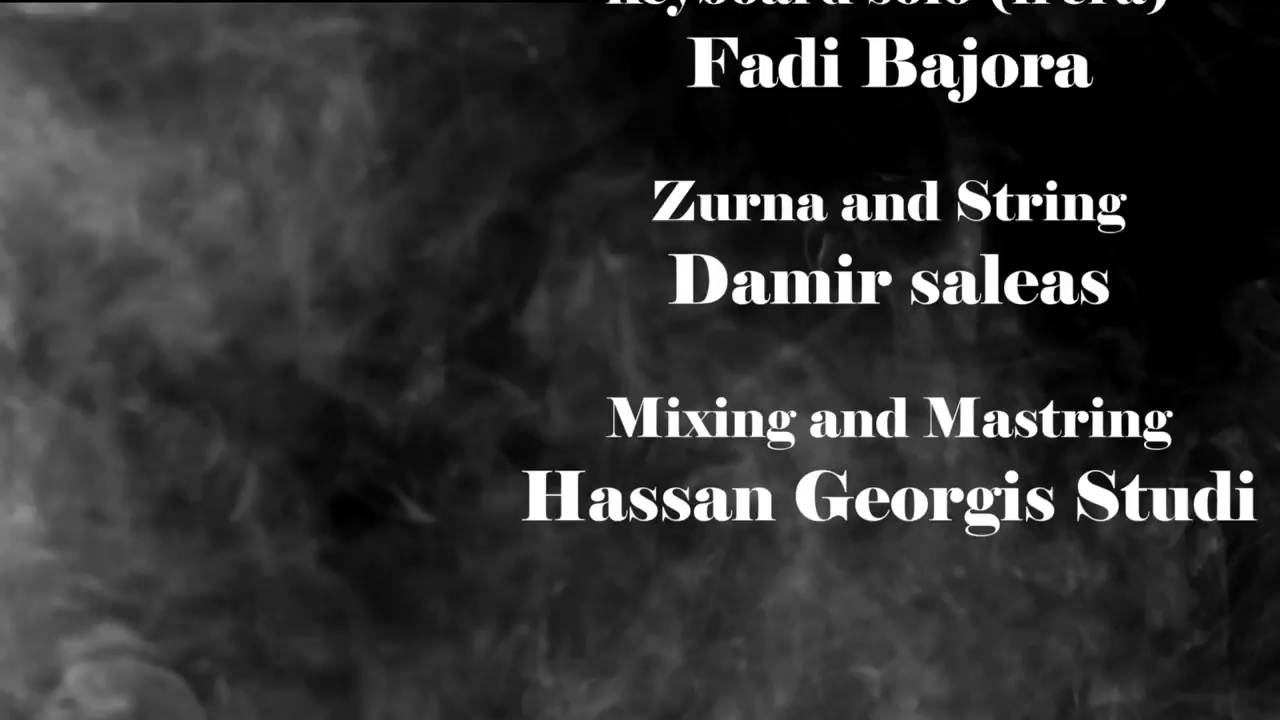 Fadi Bajora
Zurna and String
Damir saleas
Mixing and Mastring
Hassan Georgis Studi